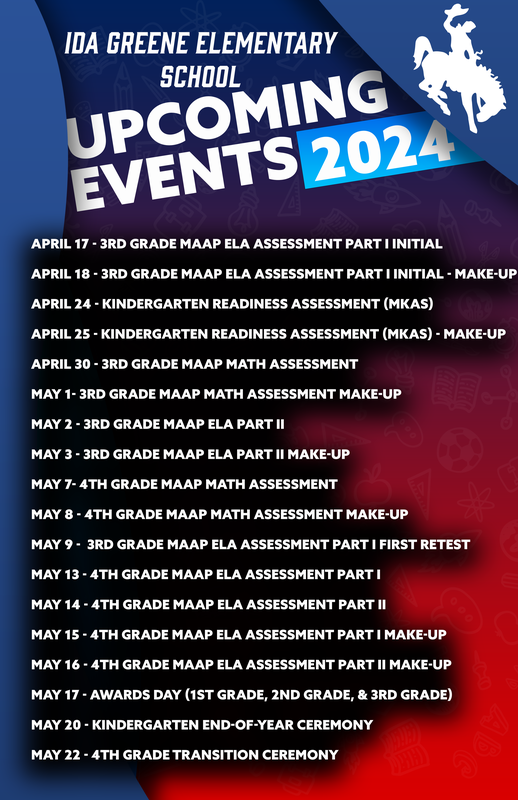 IDA GREENE ELEMENTARY
SCHOOL
UPCOMING
EVENTS 2024
APRIL 17 - 3RD GRADE MAAP ELA ASSESSMENT PART I INITIAL
APRIL 18 - 3RD GRADE MAAP ELA ASSESSMENT PART I INITIAL - MAKE-UP
APRIL 24 - KINDERGARTEN READINESS ASSESSMENT (MKAS)
APRIL 25 - KINDERGARTEN READINESS ASSESSMENT (MKAS) - MAKE-UP
APRIL 30 - 3RD GRADE MAAP MATH ASSESSMENT
MAY 1- 3RD GRADE MAAP MATH ASSESSMENT MAKE-UP
MAY 2 - 3RD GRADE MAAP ELA PART II
MAY 3 - 3RD GRADE MAAP ELA PART II MAKE-UP
MAY 7- 4TH GRADE MAAP MATH ASSESSMENT
MAY 8 - 4TH GRADE MAAP MATH ASSESSMENT MAKE-UP
MAY 9 -  3RD GRADE MAAP ELA ASSESSMENT PART I FIRST RETEST
MAY 13 - 4TH GRADE MAAP ELA ASSESSMENT PART I
MAY 14 - 4TH GRADE MAAP ELA ASSESSMENT PART II
MAY 15 - 4TH GRADE MAAP ELA ASSESSMENT PART I MAKE-UP
MAY 16 - 4TH GRADE MAAP ELA ASSESSMENT PART II MAKE-UP
MAY 17 - AWARDS DAY (1ST GRADE, 2ND GRADE, & 3RD GRADE)
MAY 20 - KINDERGARTEN END-OF-YEAR CEREMONY
MAY 22 - 4TH GRADE TRANSITION CEREMONY